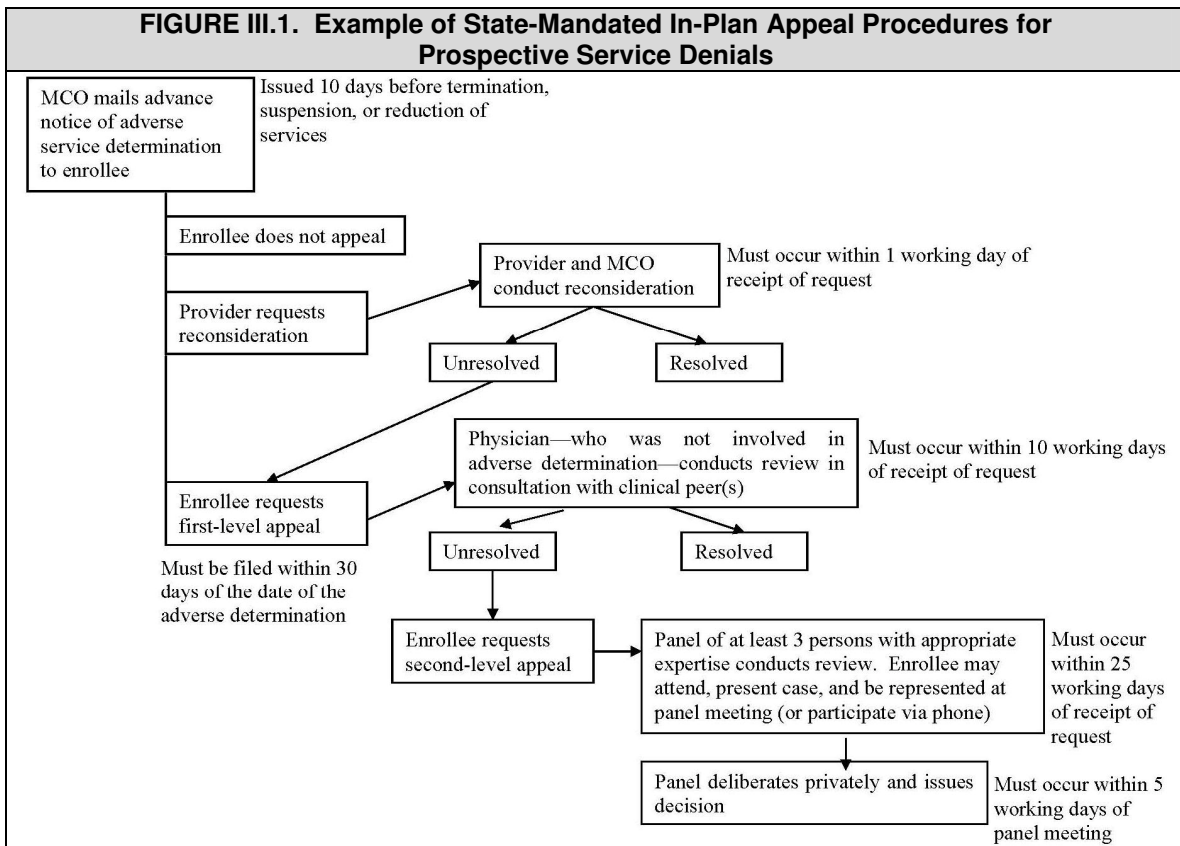 FIGURE III.1. Example of State-Mandated In-Plan Appeal Procedures for
Prospective Service Denials
MCO mails advance
notice of adverse
service determination
to enrollee
Issued 10 days before termination,
suspension, or reduction of
services
Enrollee does not appeal
Provider requests
reconsideration
Provider and MCO
conduct reconsideration
Must occur within 1 working day of
receipt of request
Unresolved
Resolved
Enrollee requests
first-level appeal
Must be filed within 30
days of the date of the
adverse determination
Physician—who was not involved in
adverse determination—conducts review in
consultation with clinical peer(s)
Must occur within 10 working days
of receipt of request
Unresolved
Resolved
Enrollee requests
second-level appeal
Panel of at least 3 persons with appropriate
expertise conducts review. Enrollee may
attend, present case, and be represented at
panel meeting (or participate via phone)
Must occur
within 25
working days
of receipt of
request
Panel deliberates privately and issues
decision
Must occur within 5
working days of
panel meeting